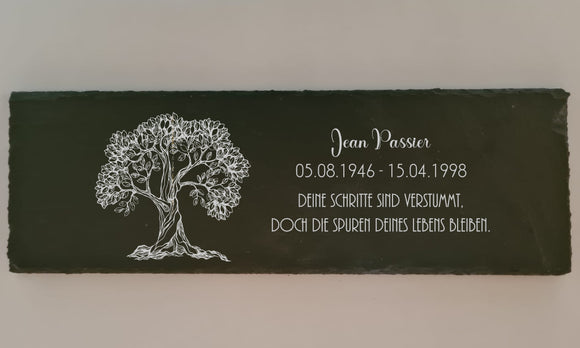 Jean Passier
05.08.1946 - 15.04.1998
DEINE SCHRITTE SIND VERSTUMMT,
DOCH DIE SPUREN DEINES LEBENS BLEIBEN.